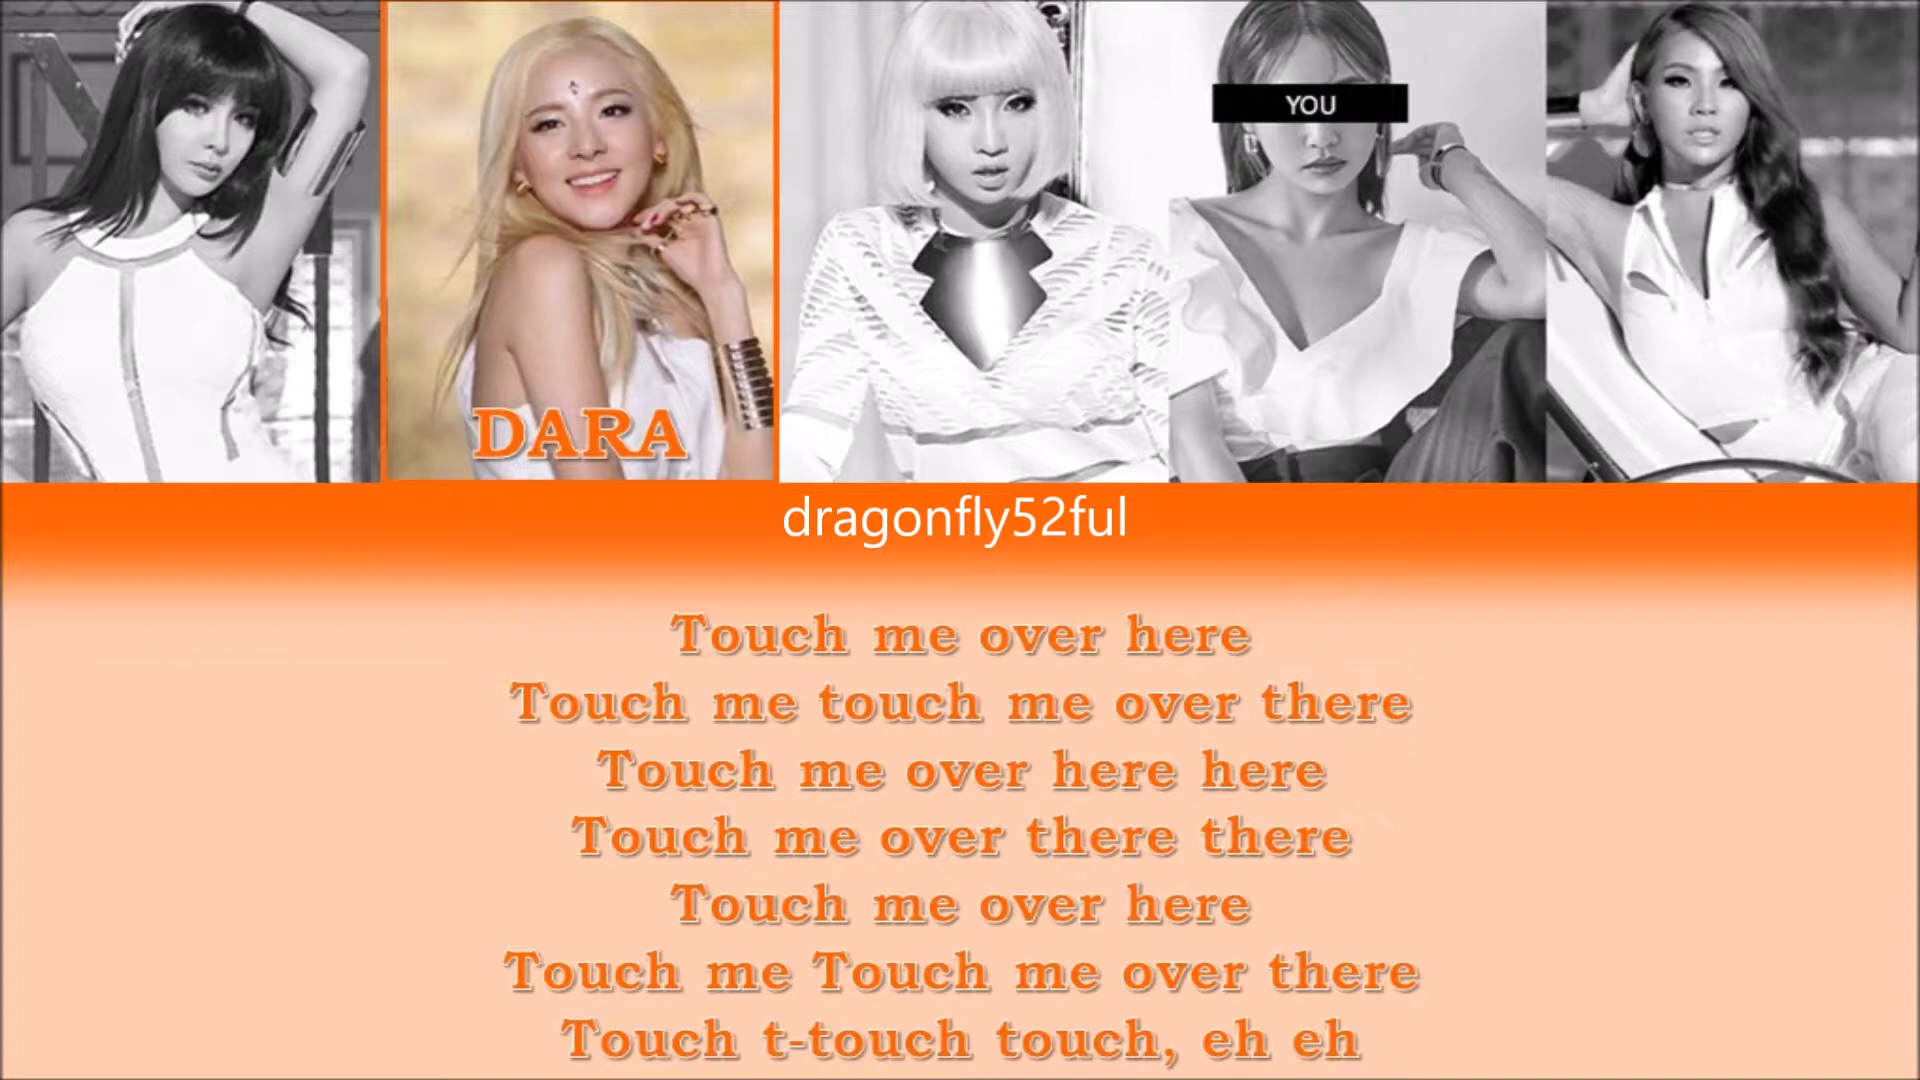 YOU
DARA
dragonfly52ful
Touch me over here
Touch me touch me over there
Touch me over here here
Touch me over there there
Touch me over here
Touch me Touch me over there
Touch t-touch touch, eh eh